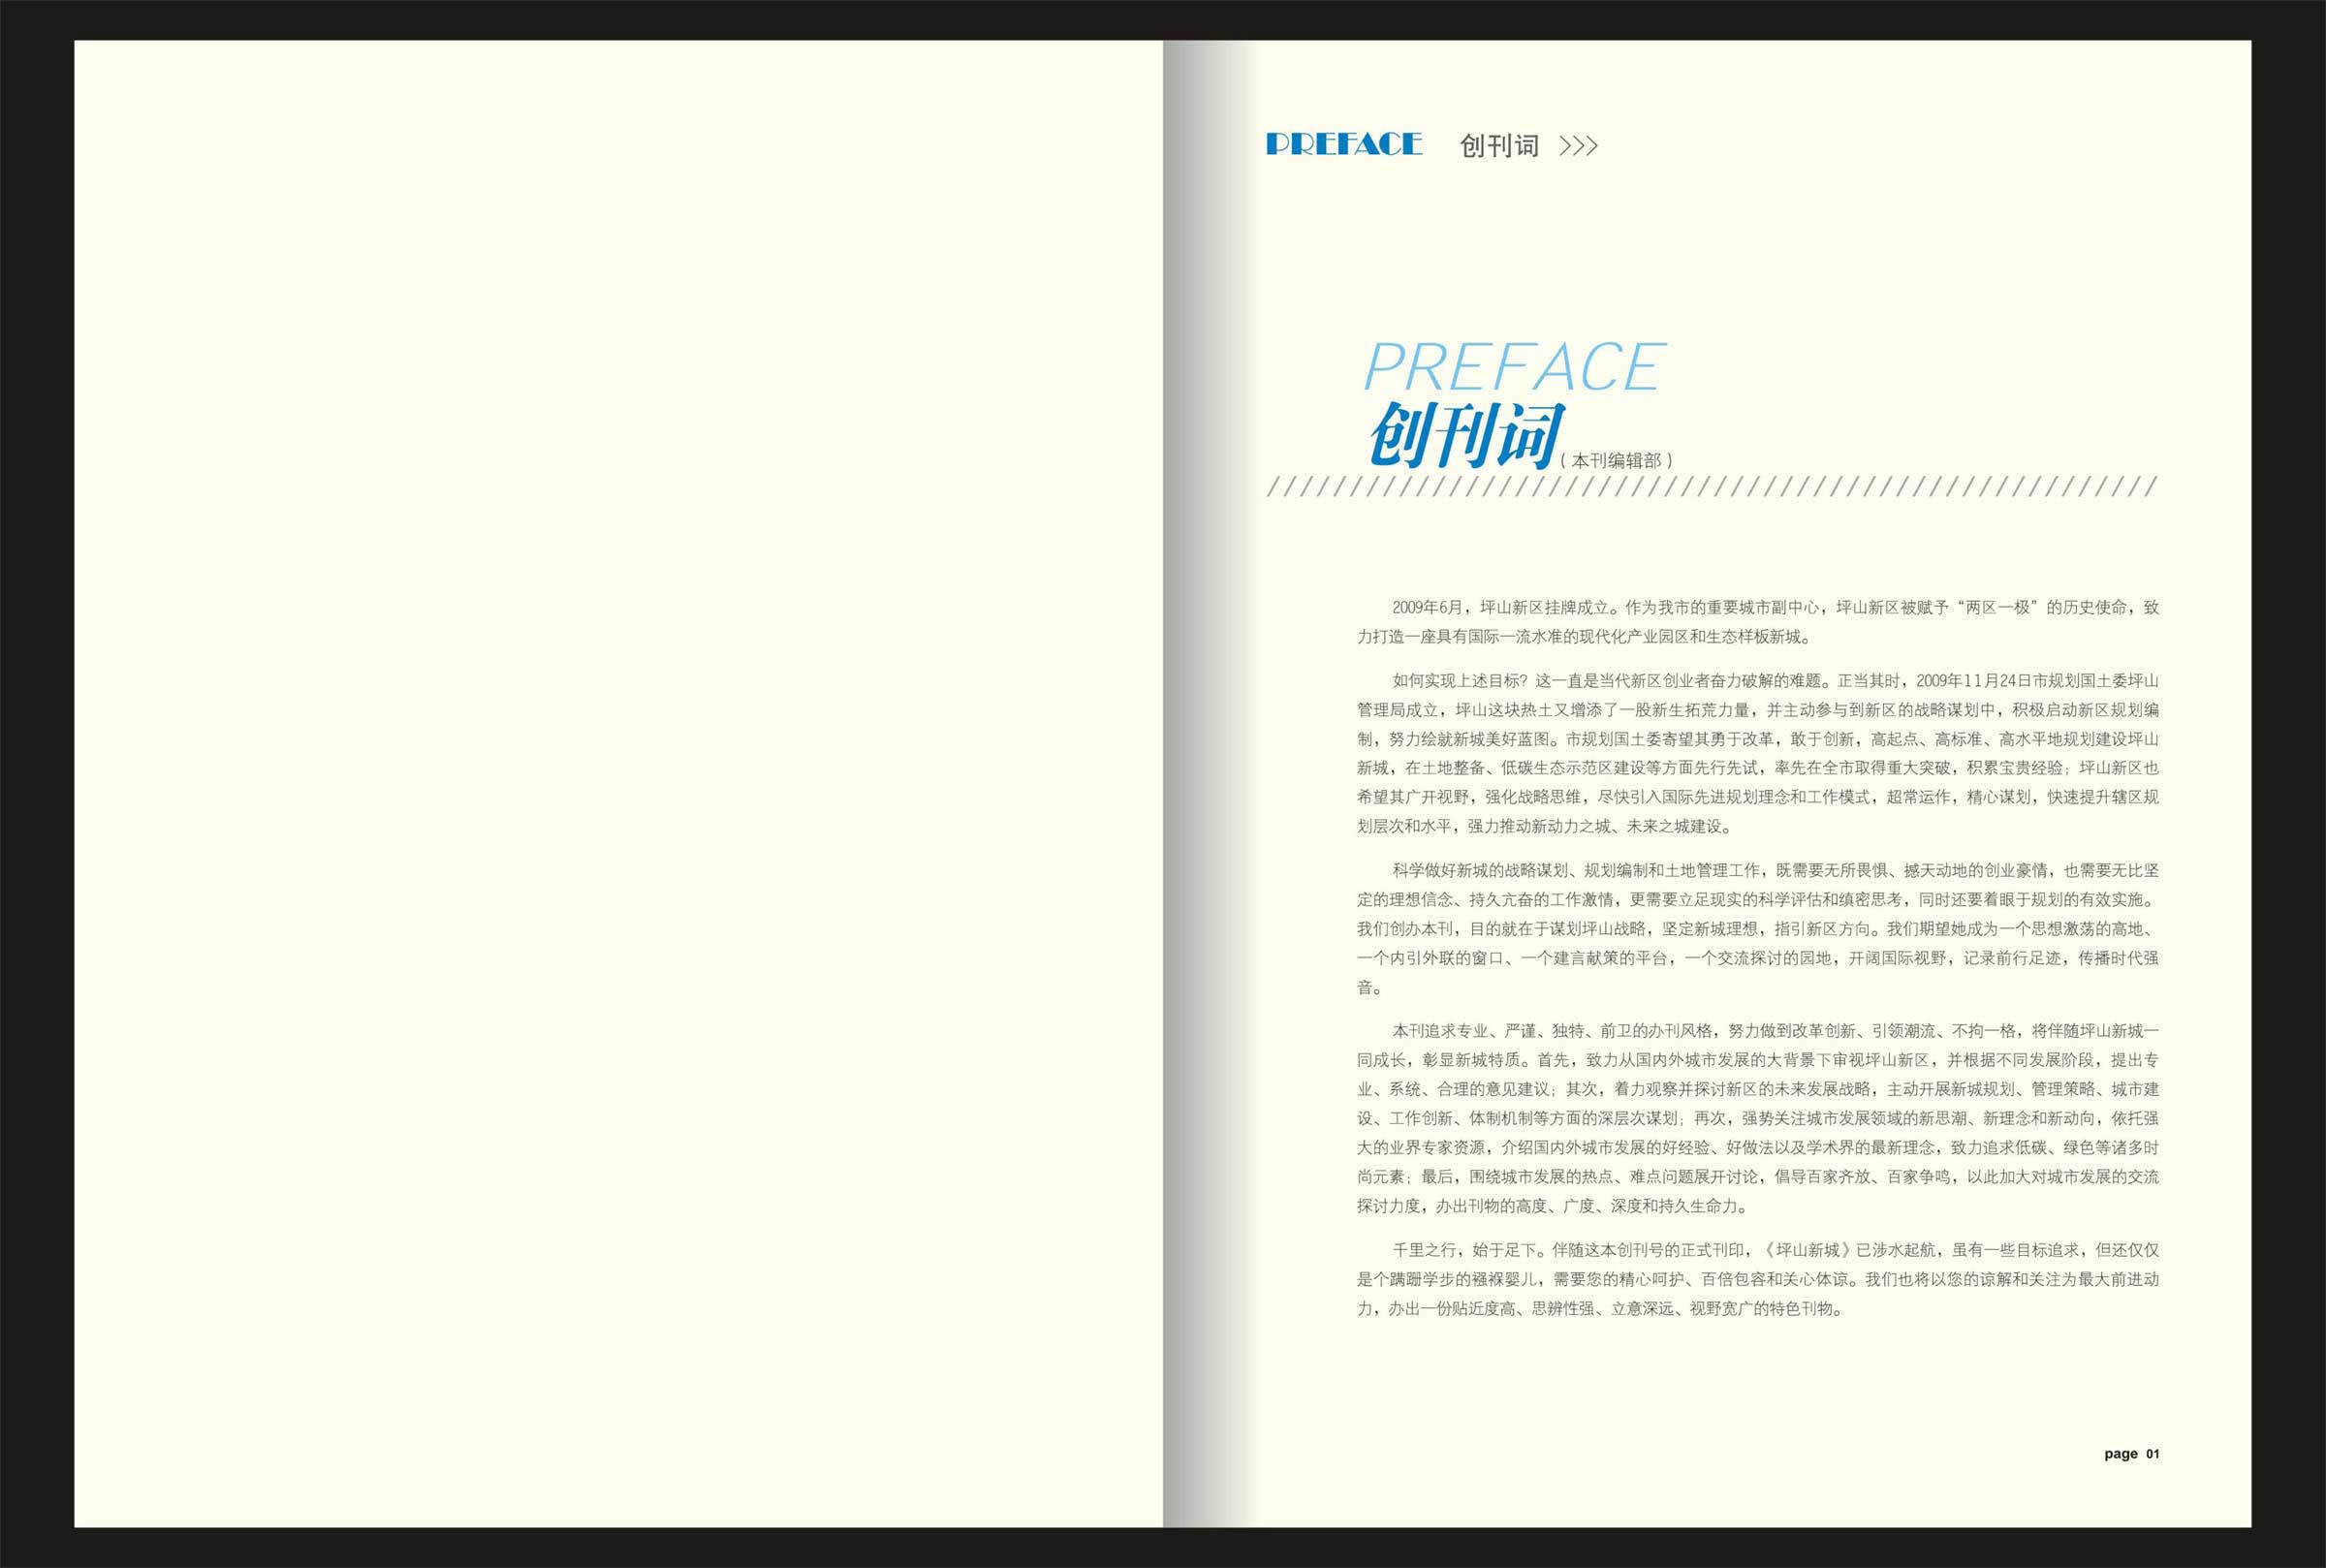 PREFACE 创刊词 >>>
PREFACE
创刊词（本刊编辑部）
2009年6月，坪山新区挂牌成立。作为我市的重要城市副中心，坪山新区被赋予“两区一极”的历史使命，致
力打造一座具有国际一流水准的现代化产业园区和生态样板新城。
如何实现上述目标？这一直是当代新区创业者奋力破解的难题。正当其时，2009年11月24日市规划国土委坪山
管理局成立，坪山这块热土又增添了一股新生拓荒力量，并主动参与到新区的战略谋划中，积极启动新区规划编
制，努力绘就新城美好蓝图。市规划国土委寄望其勇于改革，敢于创新，高起点、高标准、高水平地规划建设坪山
新城，在土地整备、低碳生态示范区建设等方面先行先试，率先在全市取得重大突破，积累宝贵经验；坪山新区也
希望其广开视野，强化战略思维，尽快引入国际先进规划理念和工作模式，超常运作，精心谋划，快速提升辖区规
划层次和水平，强力推动新动力之城、未来之城建设。
科学做好新城的战略谋划、规划编制和土地管理工作，既需要无所畏惧、撼天动地的创业豪情，也需要无比坚
定的理想信念、持久亢奋的工作激情，更需要立足现实的科学评估和缜密思考，同时还要着眼于规划的有效实施。
我们创办本刊，目的就在于谋划坪山战略，坚定新城理想，指引新区方向。我们期望她成为一个思想激荡的高地、
一个内引外联的窗口、一个建言献策的平台，一个交流探讨的园地，开阔国际视野，记录前行足迹，传播时代强
音。
本刊追求专业、严谨、独特、前卫的办刊风格，努力做到改革创新、引领潮流、不拘一格，将伴随坪山新城一
同成长，彰显新城特质。首先，致力从国内外城市发展的大背景下审视坪山新区，并根据不同发展阶段，提出专
业、系统、合理的意见建议；其次，着力观察并探讨新区的未来发展战略，主动开展新城规划、管理策略、城市建
设、工作创新、体制机制等方面的深层次谋划；再次，强势关注城市发展领域的新思潮、新理念和新动向，依托强
大的业界专家资源，介绍国内外城市发展的好经验、好做法以及学术界的最新理念，致力追求低碳、绿色等诸多时
尚元素；最后，围绕城市发展的热点、难点问题展开讨论，倡导百家齐放、百家争鸣，以此加大对城市发展的交流
探讨力度，办出刊物的高度、广度、深度和持久生命力。
千里之行，始于足下。伴随这本创刊号的正式刊印，《坪山新城》已涉水起航，虽有一些目标追求，但还仅仅
是个蹒跚学步的襁褓婴儿，需要您的精心呵护、百倍包容和关心体谅。我们也将以您的谅解和关注为最大前进动
力，办出一份贴近度高、思辨性强、立意深远、视野宽广的特色刊物。
page 01